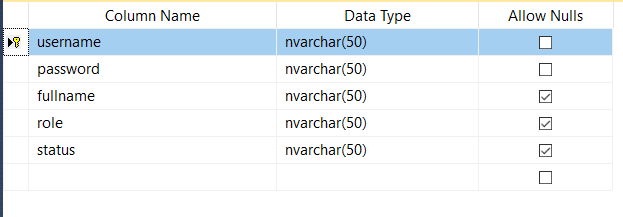 Column Name Data Type Allow Nulls
username nvarchar(50)
password nvarchar(50)
fullname nvarchar(50)
role nvarchar(50)
status nvarchar(50)